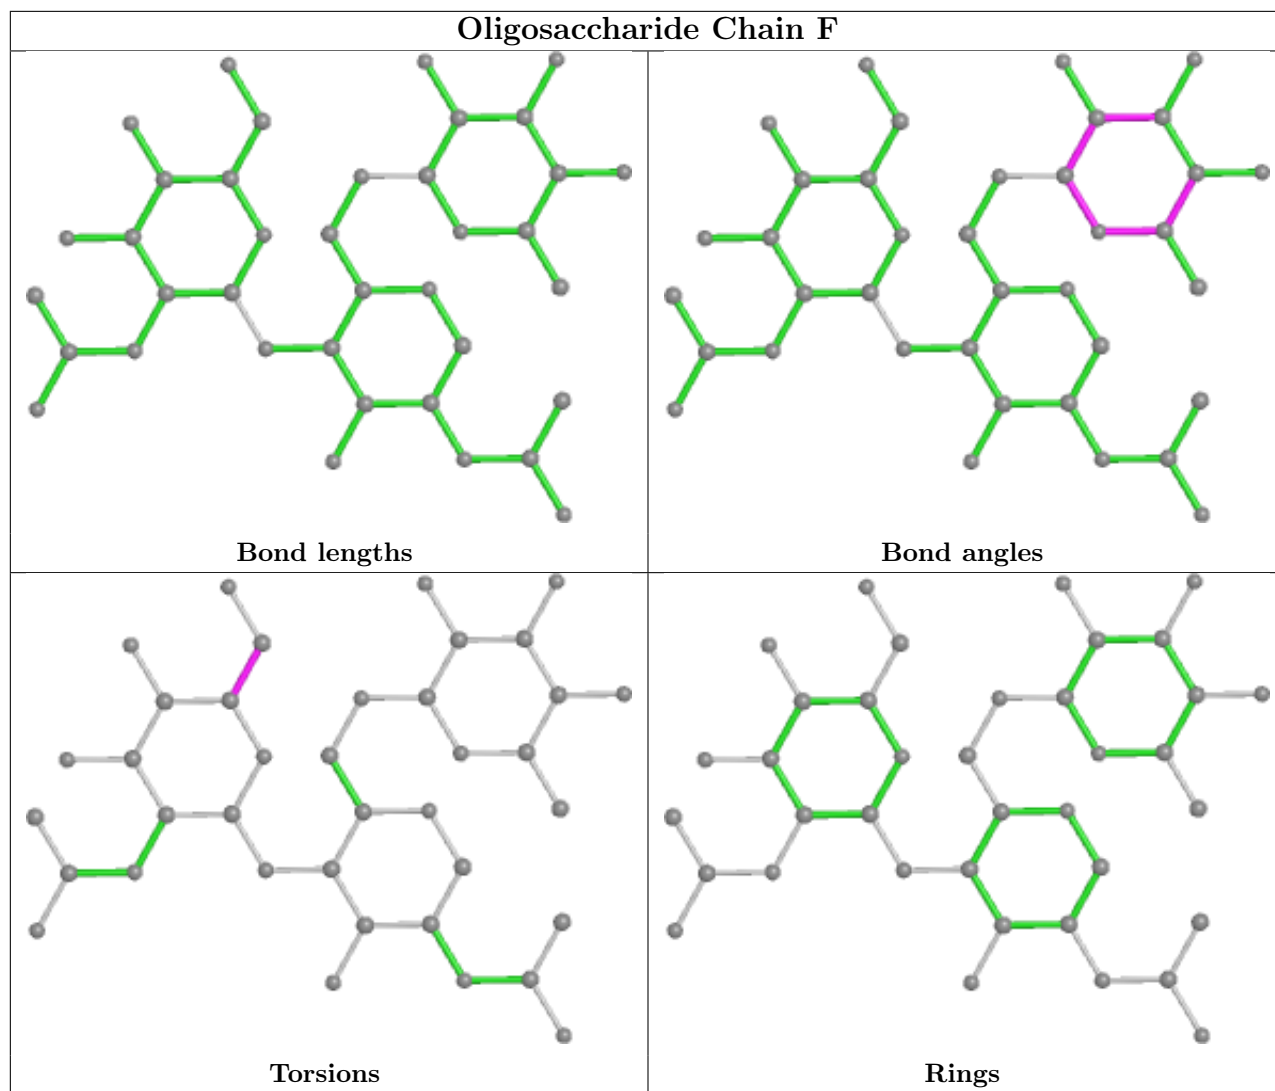 Oligosaccharide Chain F
Bond lengths
Bond angles
Torsions
Rings